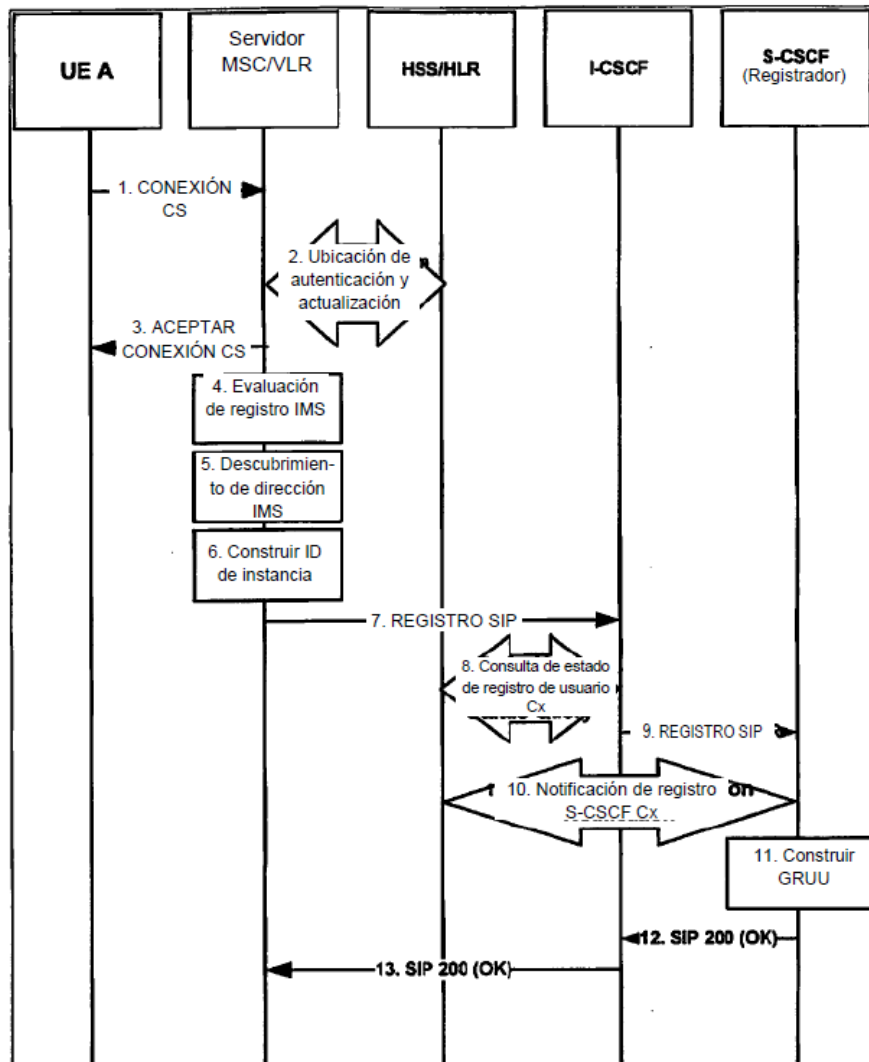 UE A
Servidor
MSC/VLR
HSS/HLR
I-CSCF
S-CSCF
(Registrador)
1. CONEXIÓN
CS
2. Ubicación de
autenticación y
actualización
3. ACEPTAR
CONEXIÓN CS
4. Evaluación
de registro IMS
5. Descubrimien-
to de dirección
IMS
6. Construir ID
de instancia
7. REGISTRO SIP
8. Consulta de estado
de registro de usuario
Cx
9. REGISTRO SIP
10. Notificación de registro
S-CSCF Cx
11. Construir
GRUU
12. SIP 200 (OK)
13. SIP 200 (OK)